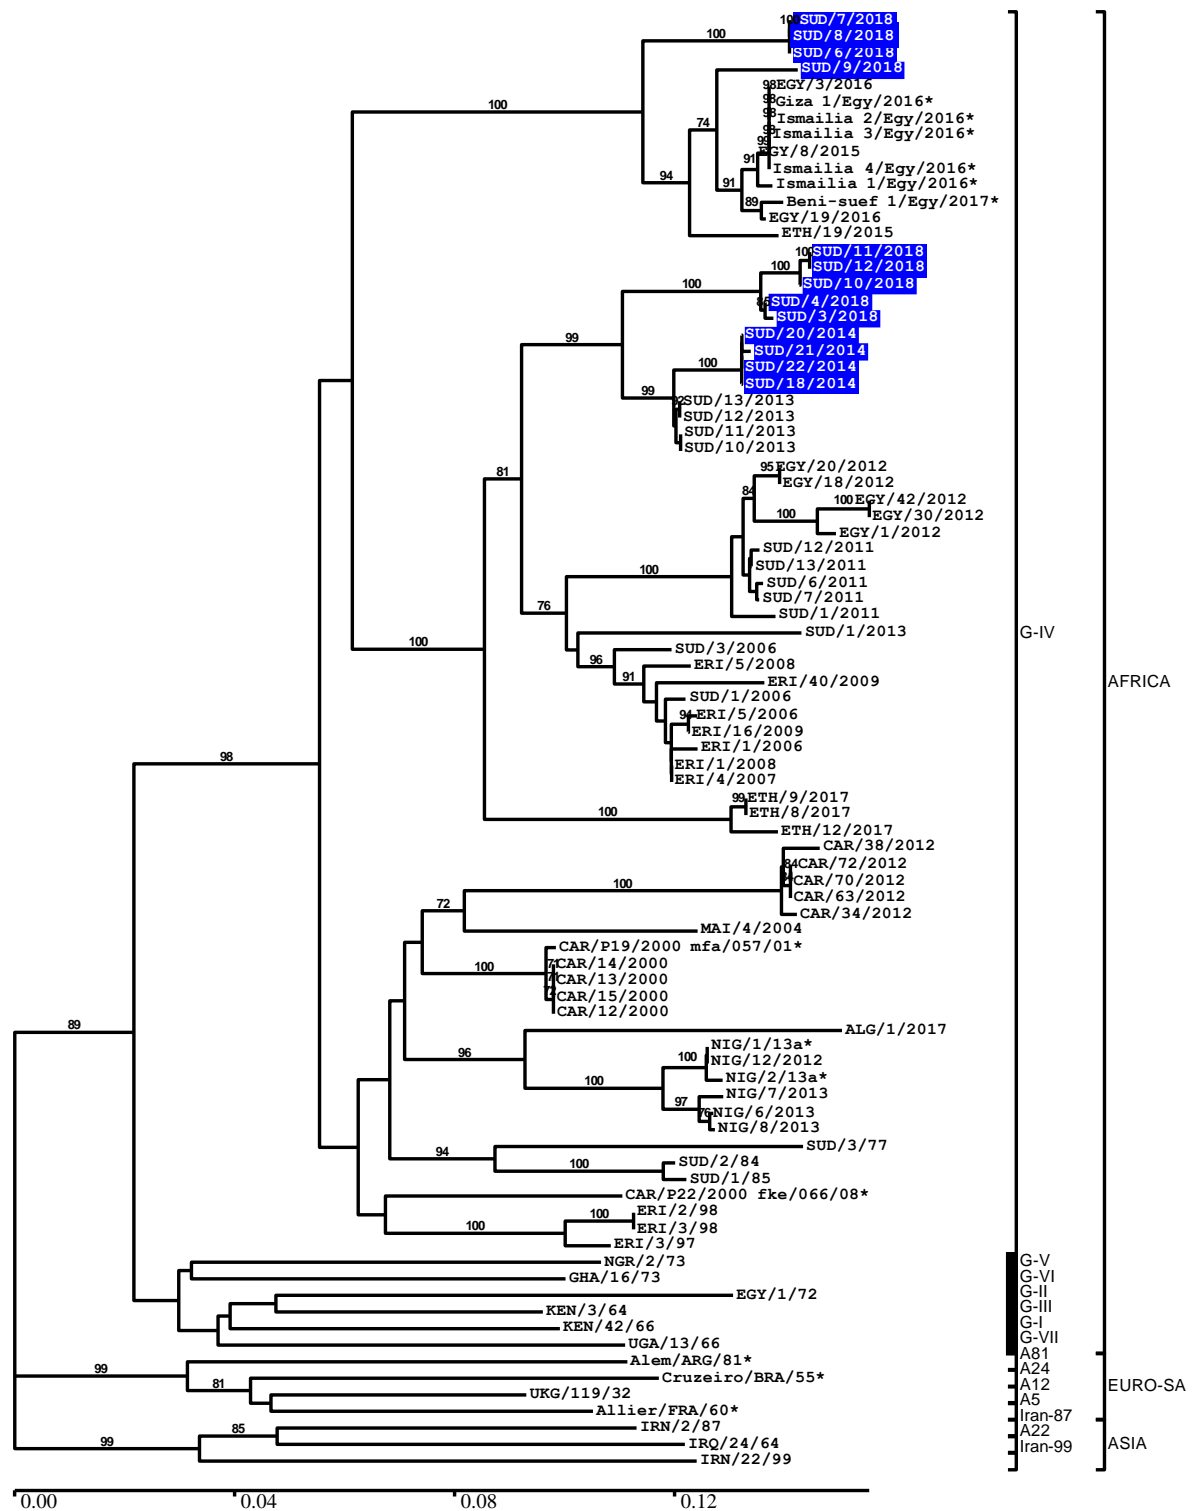 100
SUD/7/2018
100
SUD/8/2018
SUD/6/2018
SUD/9/2018
98
EGY/3/2016
98
Giza 1/Egy/2016*
100
98
Ismailia 2/Egy/2016*
74
98
Ismailia 3/Egy/2016*
EGY/8/2015
91
Ismailia 4/Egy/2016*
94
91
Ismailia 1/Egy/2016*
89
Beni-suef 1/Egy/2017*
EGY/19/2016
ETH/19/2015
100
SUD/11/2018
100
SUD/12/2018
100
SUD/10/2018
85
SUD/4/2018
SUD/3/2018
99
SUD/20/2014
SUD/21/2014
100
SUD/22/2014
99
SUD/18/2014
92
SUD/13/2013
SUD/12/2013
SUD/11/2013
SUD/10/2013
81
95
EGY/20/2012
EGY/18/2012
84
100
EGY/42/2012
100
EGY/30/2012
EGY/1/2012
SUD/12/2011
100
SUD/13/2011
SUD/6/2011
SUD/7/2011
76
SUD/1/2011
SUD/1/2013
G-IV
100
SUD/3/2006
96
ERI/5/2008
91
ERI/40/2009
AFRICA
SUD/1/2006
94
ERI/5/2006
ERI/16/2009
ERI/1/2006
98
ERI/1/2008
ERI/4/2007
99
ETH/9/2017
100
ETH/8/2017
ETH/12/2017
CAR/38/2012
84
CAR/72/2012
100
CAR/70/2012
CAR/63/2012
72
CAR/34/2012
MAI/4/2004
CAR/P19/2000 mfa/057/01*
100
71
CAR/14/2000
71
CAR/13/2000
72
CAR/15/2000
CAR/12/2000
89
ALG/1/2017
NIG/1/13a*
96
100
NIG/12/2012
100
NIG/2/13a*
NIG/7/2013
97
76
NIG/6/2013
NIG/8/2013
94
SUD/3/77
100
SUD/2/84
SUD/1/85
CAR/P22/2000 fke/066/08*
100
ERI/2/98
100
ERI/3/98
ERI/3/97
NGR/2/73
G-V
GHA/16/73
G-VI
EGY/1/72
G-II
KEN/3/64
G-III
KEN/42/66
G-I
UGA/13/66
G-VII
99
Alem/ARG/81*
A81
81
Cruzeiro/BRA/55*
A24
UKG/119/32
A12
EURO-SA
Allier/FRA/60*
A5
85
IRN/2/87
Iran-87
99
IRQ/24/64
A22
ASIA
IRN/22/99
Iran-99
0.00
0.04
0.08
0.12